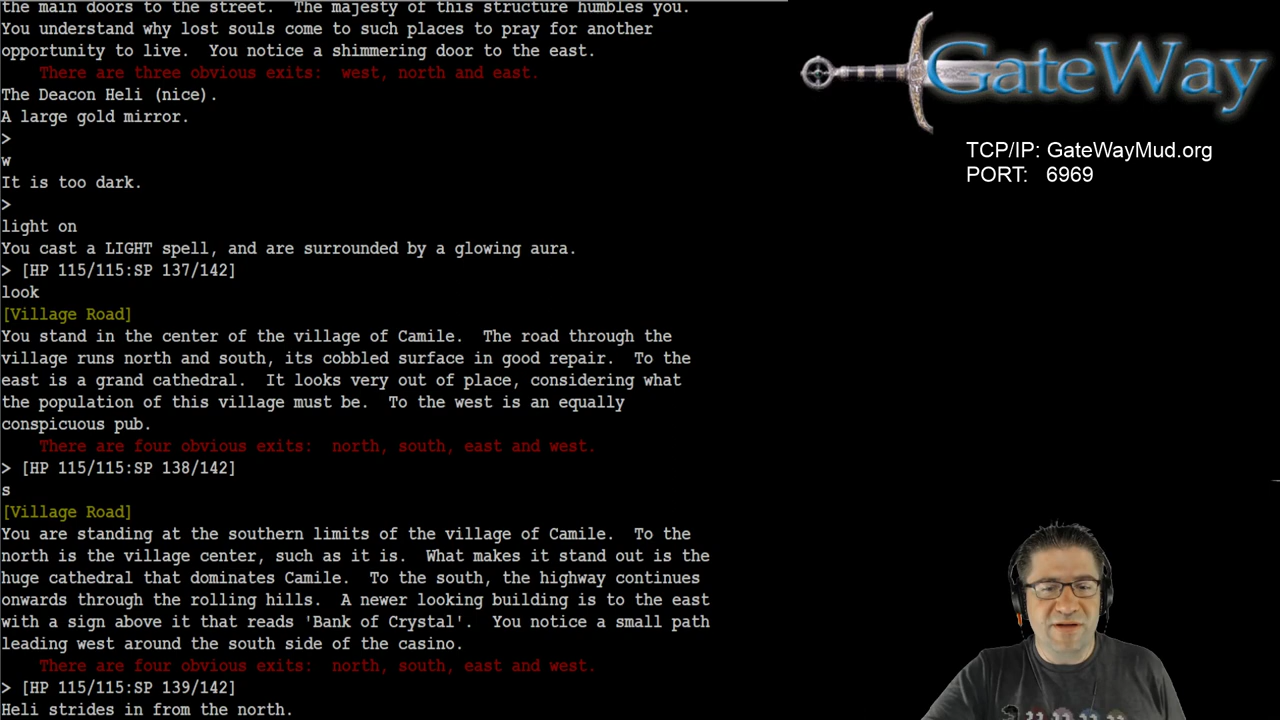 the main doors to the street.  The majesty of this structure humbles you.
You understand why lost souls come to such places to pray for another
opportunity to live.  You notice a shimmering door to the east.
There are three obvious exits:  west, north and east.
The Deacon Heli (nice).
A large gold mirror.
>
w
It is too dark.
>
light on
You cast a LIGHT spell, and are surrounded by a glowing aura.
> [HP 115/115:SP 137/142]
look
[Village Road]
You stand in the center of the village of Camile.  The road through the
village runs north and south, its cobbled surface in good repair.  To the
east is a grand cathedral.  It looks very out of place, considering what
the population of this village must be.  To the west is an equally
conspicuous pub.
There are four obvious exits:  north, south, east and west.
> [HP 115/115:SP 138/142]
s
[Village Road]
You are standing at the southern limits of the village of Camile.  To the
north is the village center, such as it is.  What makes it stand out is the
huge cathedral that dominates Camile.  To the south, the highway continues
onwards through the rolling hills.  A newer looking building is to the east
with a sign above it that reads 'Bank of Crystal'.  You notice a small path
leading west around the south side of the casino.
There are four obvious exits:  north, south, east and west.
> [HP 115/115:SP 139/142]
Heli strides in from the north.
GateWay
TCP/IP: GateWayMud.org
PORT:   6969